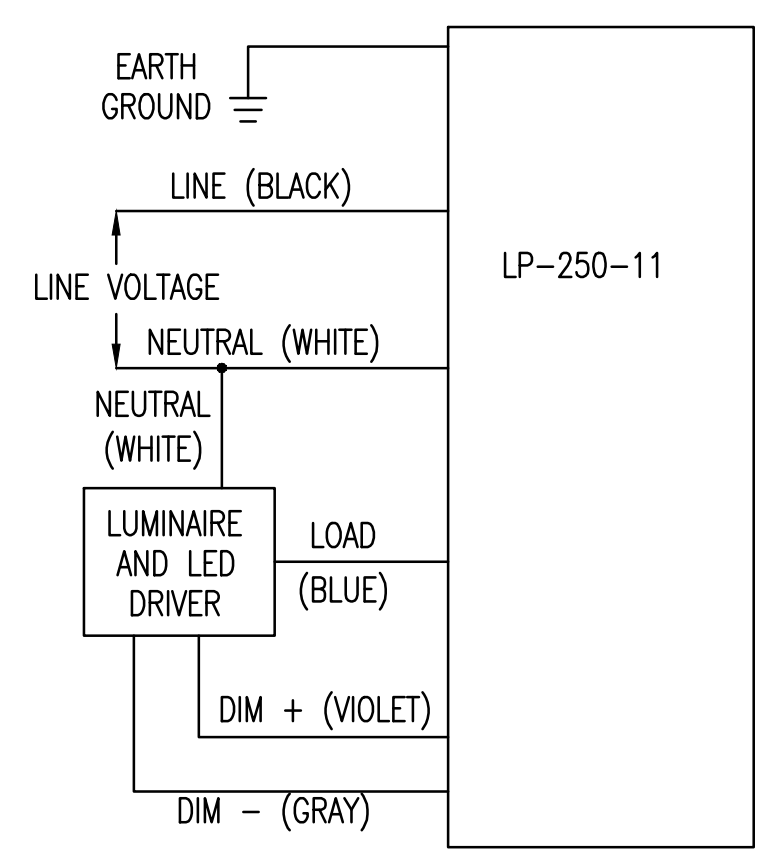 EARTH
GROUND
LINE (BLACK)
LP-250-11
LINE VOLTAGE
NEUTRAL (WHITE)
NEUTRAL
(WHITE)
LUMINAIRE
AND LED
DRIVER
LOAD
(BLUE)
DIM + (VIOLET)
DIM - (GRAY)